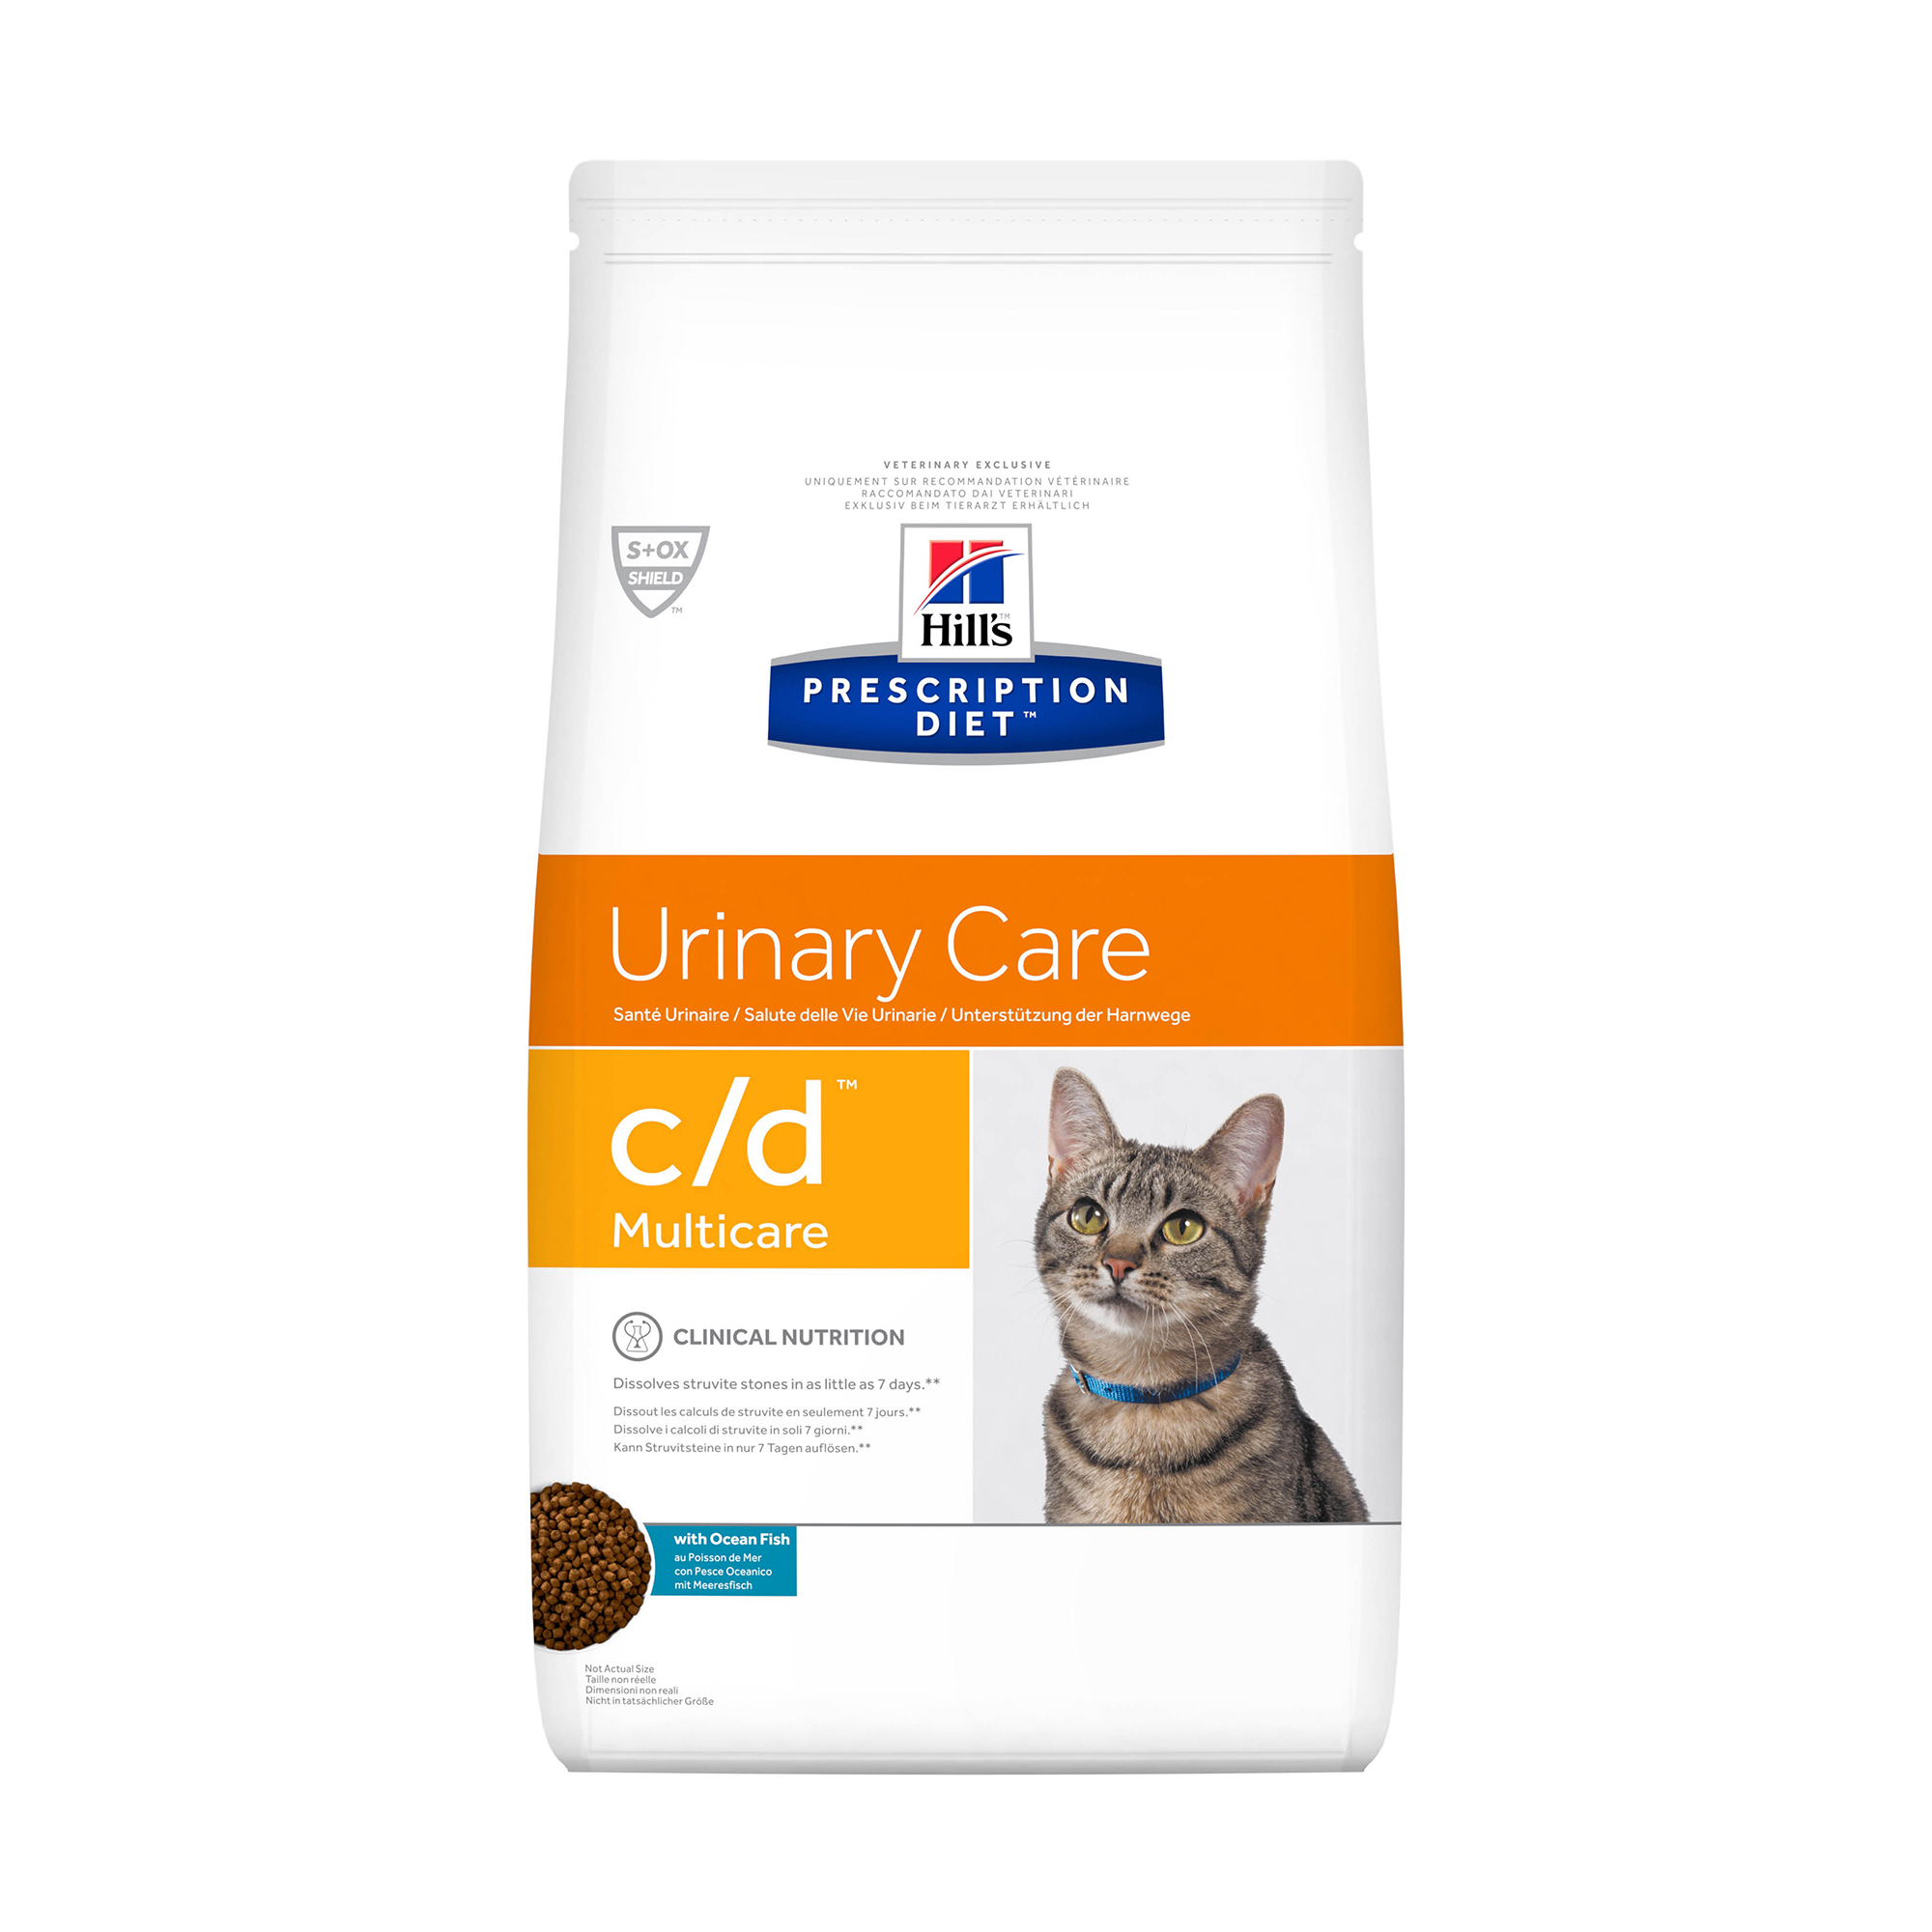 VETERINARY EXCLUSIVE
UNIQUEMENT SUR RECOMMANDATION VÉTÉRINAIRE
RACCOMANDATO DAI VETERINARI
EXKLUSIV BEIM TIERARZT ERHÄLTLICH
S+OX
SHIELD™
Hill's™
PRESCRIPTION
DIET™
Urinary Care
Santé Urinaire / Salute delle Vie Urinarie / Unterstützung der Harnwege
c/d™
Multicare
CLINICAL NUTRITION
Dissolves struvite stones in as little as 7 days.**
Dissout les calculs de struvite en seulement 7 jours.**
Dissolve i calcoli di struvite in soli 7 giorni.**
Kann Struvitsteine in nur 7 Tagen auflösen.**
with Ocean Fish
au Poisson de Mer
con Pesce Oceanico
mit Meeresfisch
Not Actual Size
Taille non réelle
Dimensioni non reali
Nicht in tatsächlicher Größe